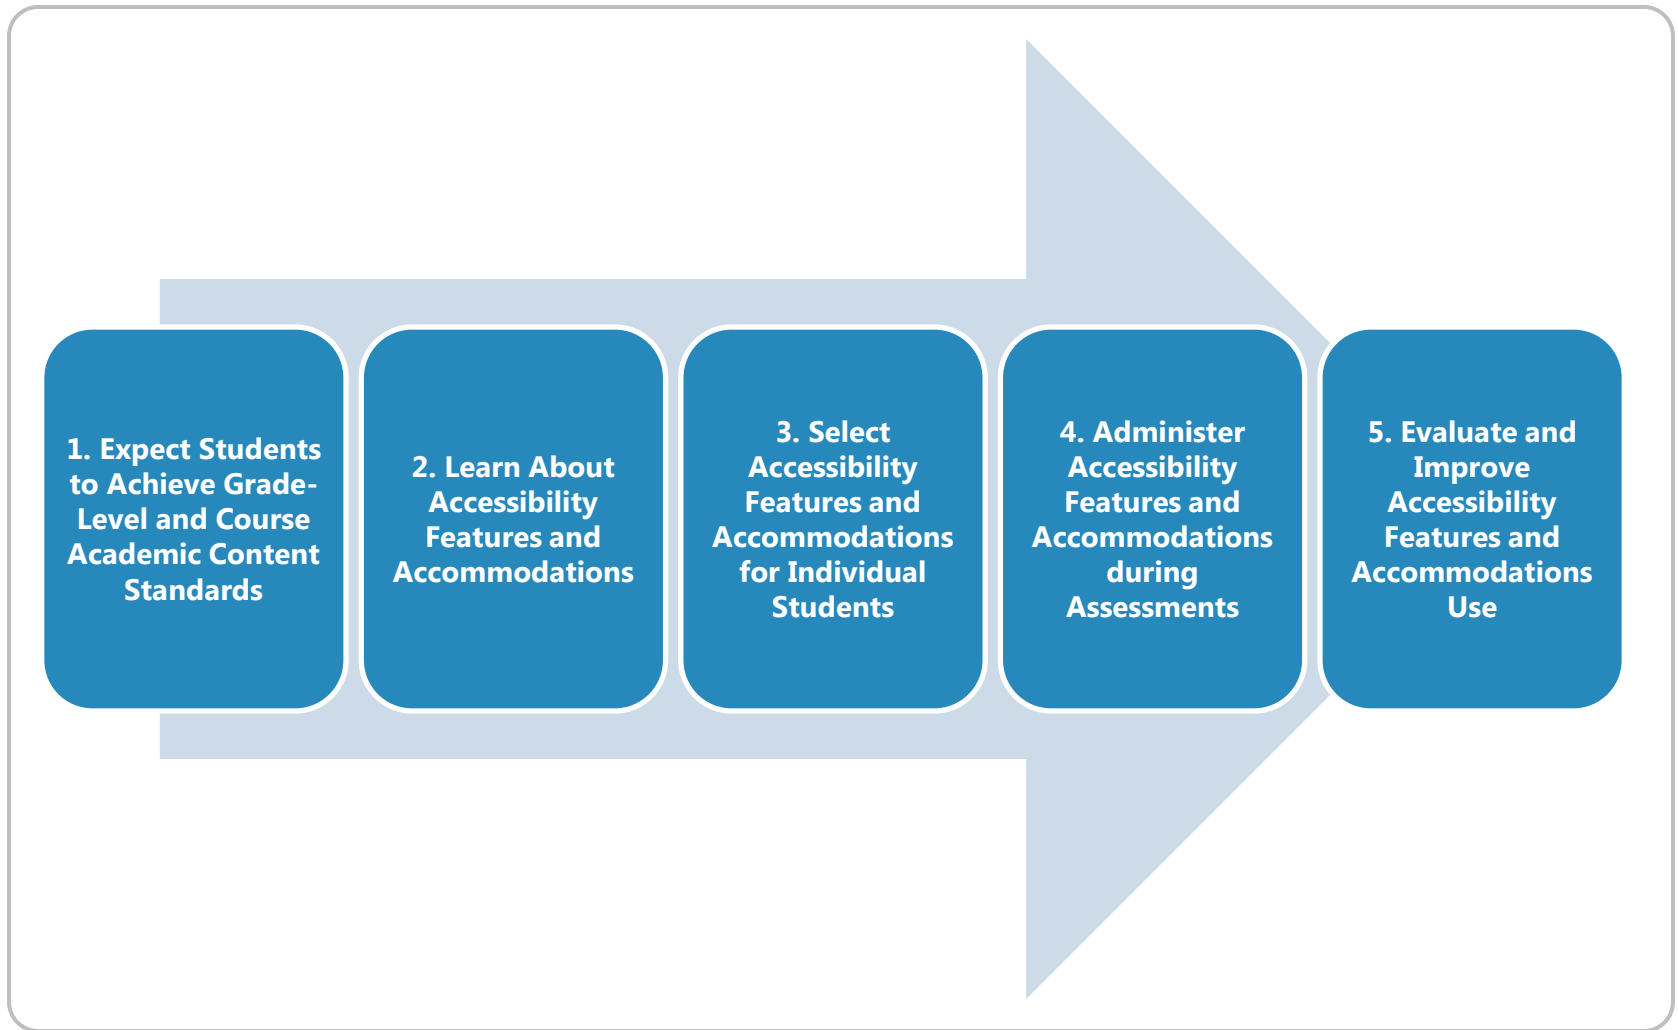 1. Expect Students
to Achieve Grade-
Level and Course
Academic Content
Standards
2. Learn About
Accessibility
Features and
Accommodations
3. Select
Accessibility
Features and
Accommodations
for Individual
Students
4. Administer
Accessibility
Features and
Accommodations
during
Assessments
5. Evaluate and
Improve
Accessibility
Features and
Accommodations
Use